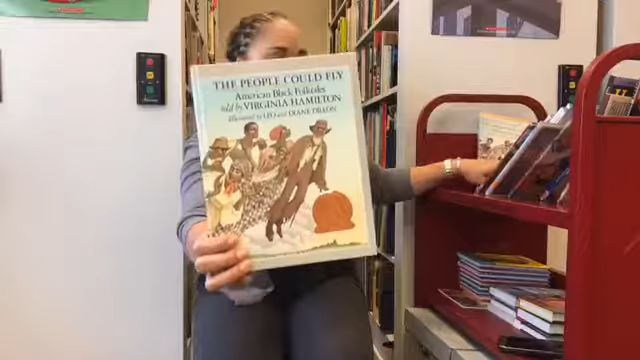 THE PEOPLE COULD FLY
American Black Folktales
told by VIRGINIA HAMILTON
illustrated by LEO and DIANE DILLON